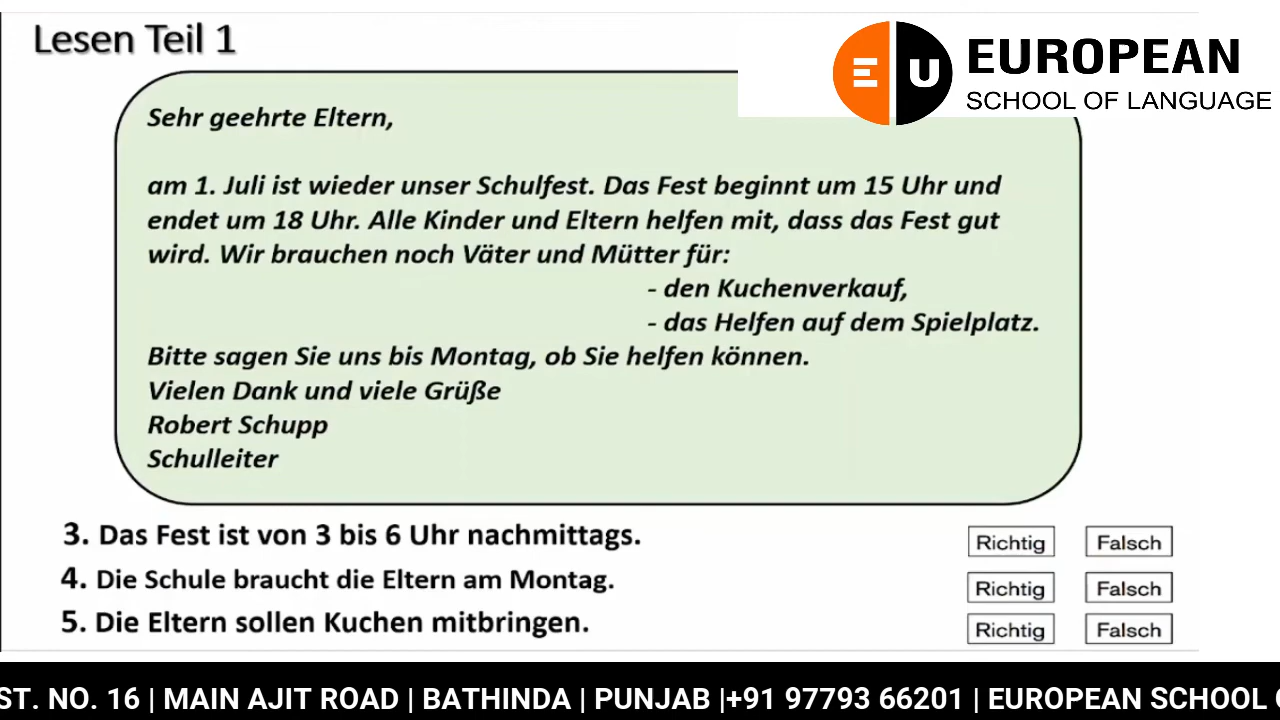 Lesen Teil 1
EU
EUROPEAN
SCHOOL OF LANGUAGE
Sehr geehrte Eltern,
am 1. Juli ist wieder unser Schulfest. Das Fest beginnt um 15 Uhr und
endet um 18 Uhr. Alle Kinder und Eltern helfen mit, dass das Fest gut
wird. Wir brauchen noch Väter und Mütter für:
- den Kuchenverkauf,
- das Helfen auf dem Spielplatz.
Bitte sagen Sie uns bis Montag, ob Sie helfen können.
Vielen Dank und viele Grüße
Robert Schupp
Schulleiter
3. Das Fest ist von 3 bis 6 Uhr nachmittags. Richtig Falsch
4. Die Schule braucht die Eltern am Montag. Richtig Falsch
5. Die Eltern sollen Kuchen mitbringen. Richtig Falsch
ST. NO. 16 | MAIN AJIT ROAD | BATHINDA | PUNJAB |+91 97793 66201 | EUROPEAN SCHOOL